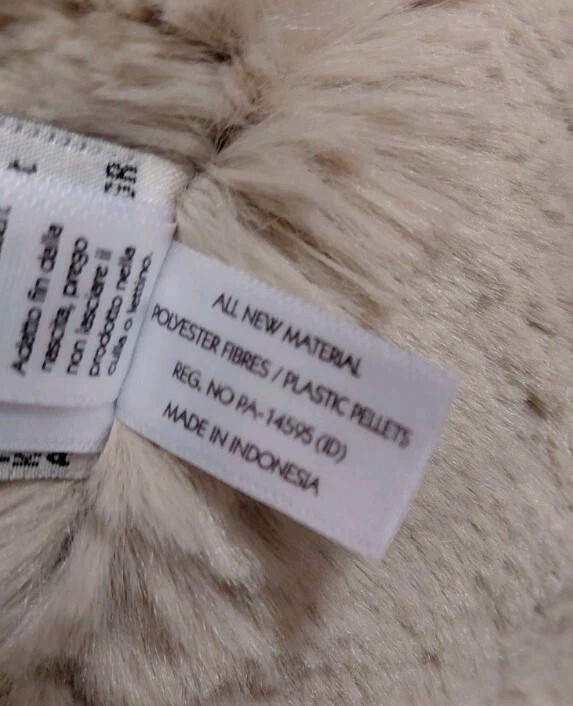 Adatto fin dalla
nascita, prego
non lasciare il
prodotto nella
culla o lettino.
ALL NEW MATERIAL
POLYESTER FIBRES / PLASTIC PELLETS
REG. NO PA-14595 (ID)
MADE IN INDONESIA